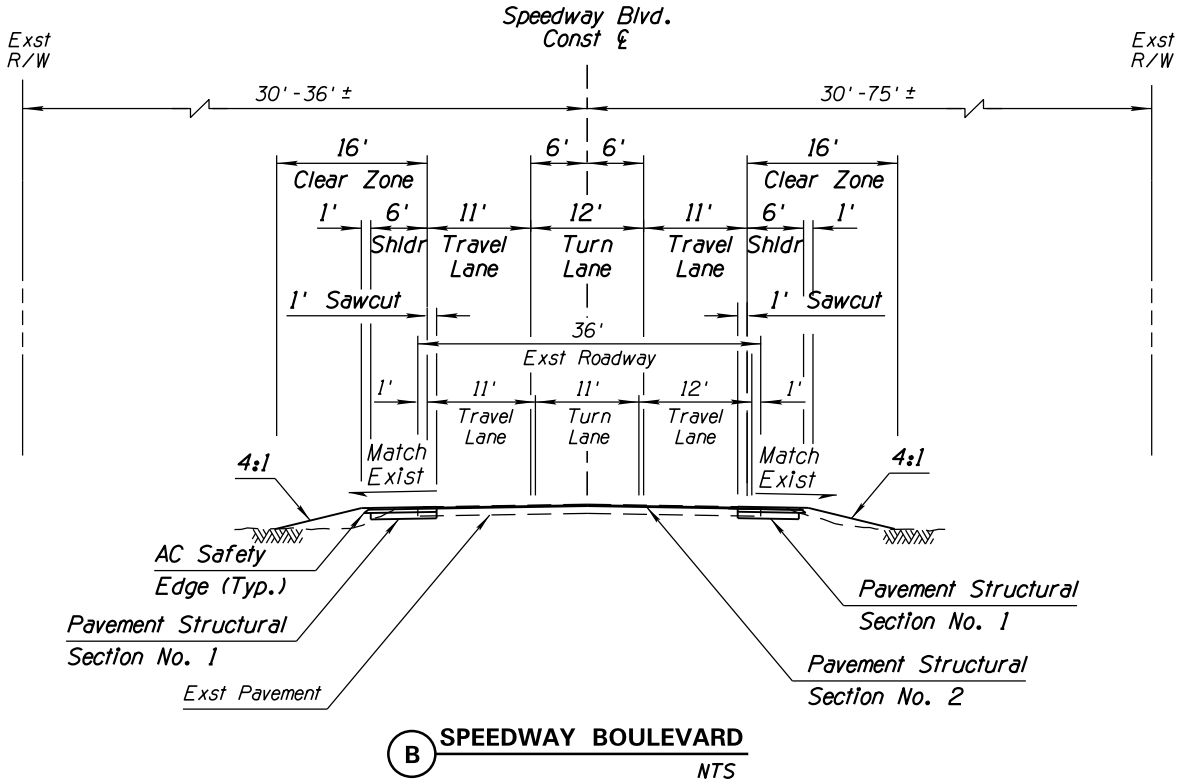 Speedway Blvd.
Const ℄
Exst
R/W
Exst
R/W
30'-36' ±
30'-75' ±
16'
6'
6'
16'
Clear Zone
Clear Zone
1'
6'
11'
12'
11'
6'
1'
Shldr
Travel
Lane
Turn
Lane
Travel
Lane
Shldr
1' Sawcut
1' Sawcut
36'
Exst Roadway
1'
11'
11'
12'
1'
Travel
Lane
Turn
Lane
Travel
Lane
Match
Exist
Match
Exist
4:1
4:1
AC Safety
Edge (Typ.)
Pavement Structural
Section No. 1
Pavement Structural
Section No. 1
Exst Pavement
Pavement Structural
Section No. 2
B SPEEDWAY BOULEVARD
NTS